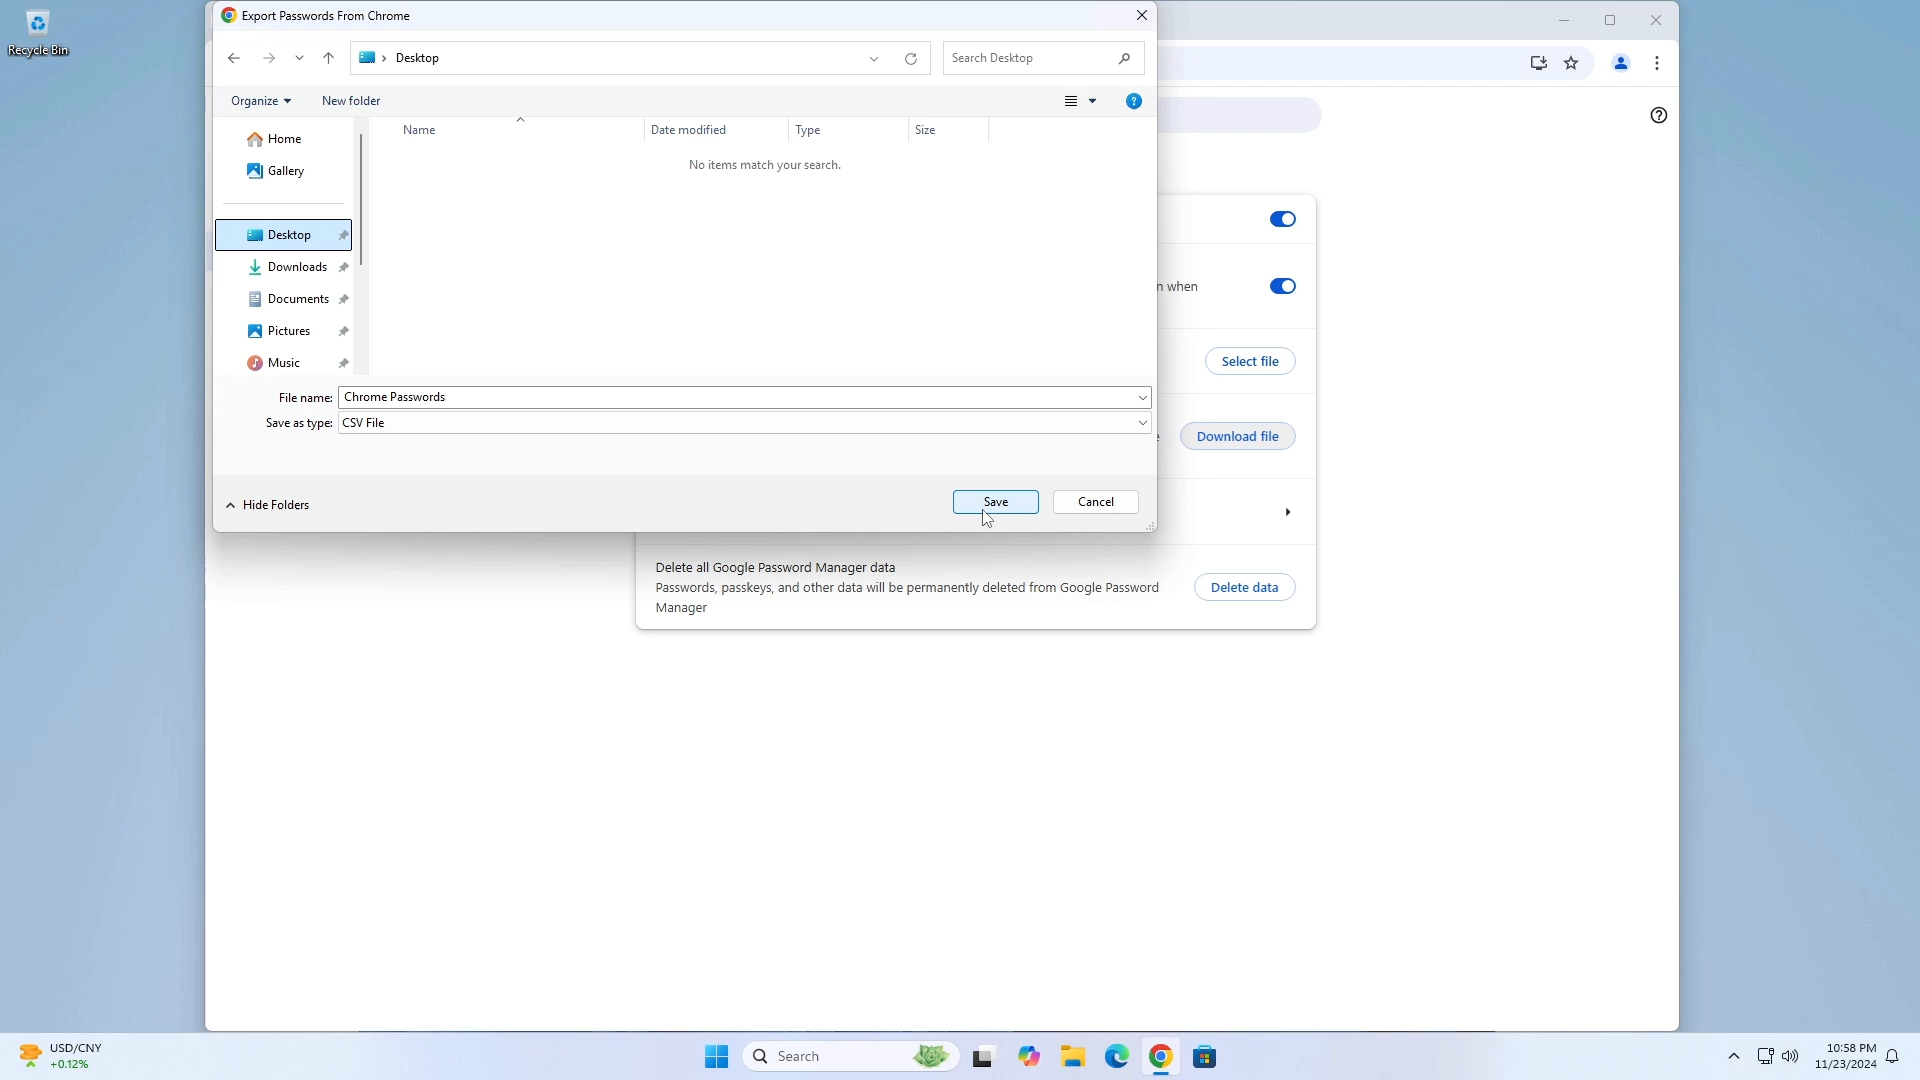 Recycle Bin
Export Passwords From Chrome
Desktop
Search Desktop
Organize
New folder
Home
Gallery
Desktop
Downloads
Documents
Pictures
Music
Name
Date modified
Type
Size
No items match your search.
File name:
Chrome Passwords
Save as type:
CSV File
Hide Folders
Save
Cancel
n when
Select file
Download file
Delete all Google Password Manager data
Passwords, passkeys, and other data will be permanently deleted from Google Password
Manager
Delete data
USD/CNY
+0.12%
Search
10:58 PM
11/23/2024